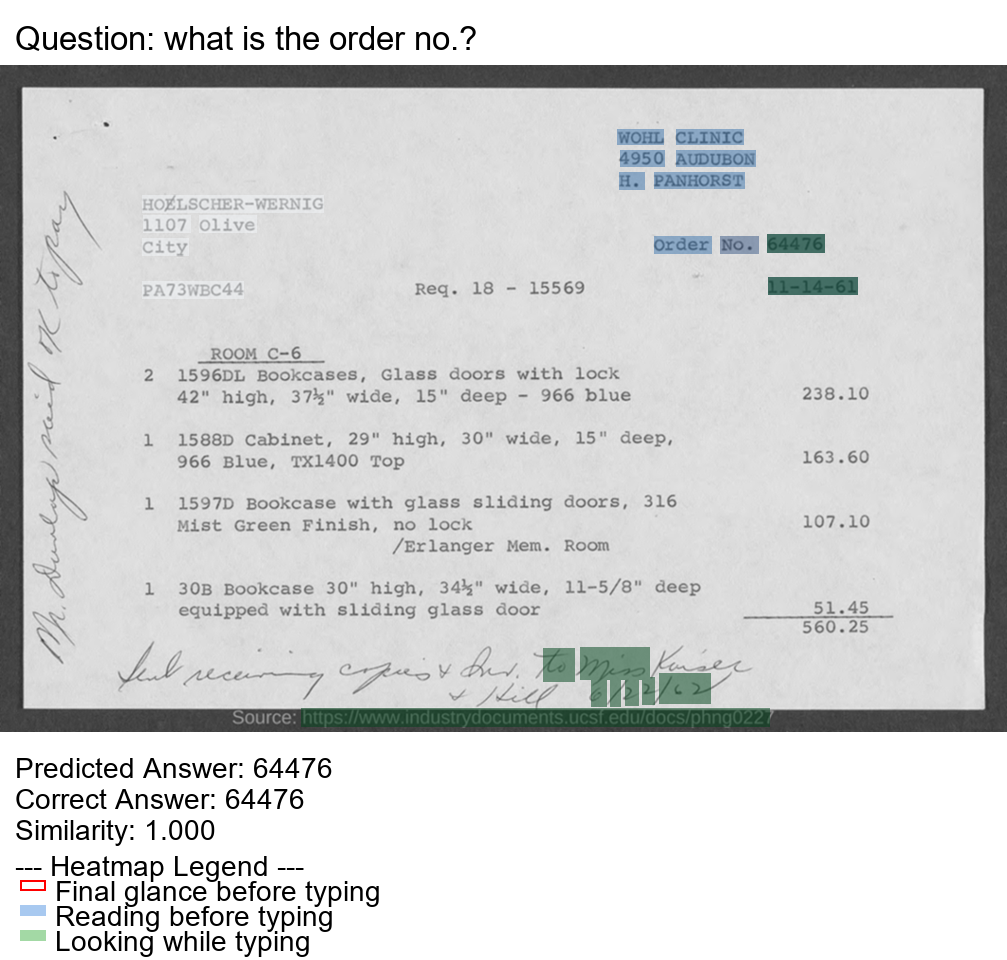 Question: what is the order no.?
WOHL CLINIC
4950 AUDUBON
H. PANHORST
HOELSCHER-WERNIG
1107 Olive
City
Order No. 64476
PA73WBC44 Req. 18 - 15569 11-14-61
ROOM C-6
2 1596DL Bookcases, Glass doors with lock
42" high, 37½" wide, 15" deep - 966 blue 238.10
1 1588D Cabinet, 29" high, 30" wide, 15" deep,
966 Blue, TX1400 Top 163.60
1 1597D Bookcase with glass sliding doors, 316
Mist Green Finish, no lock 107.10
/Erlanger Mem. Room
1 30B Bookcase 30" high, 34½" wide, 11-5/8" deep
equipped with sliding glass door 51.45
560.25
Mr. Dunlap said OK to pay
Send receiving copies & Inv. to Miss Kaiser
& Hill 6/22/62
Source: https://www.industrydocuments.ucsf.edu/docs/phng0227
Predicted Answer: 64476
Correct Answer: 64476
Similarity: 1.000
--- Heatmap Legend ---
Final glance before typing
Reading before typing
Looking while typing